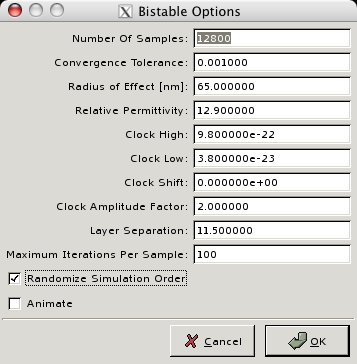 Bistable Options
Number Of Samples: 12800
Convergence Tolerance: 0.001000
Radius of Effect [nm]: 65.000000
Relative Permittivity: 12.900000
Clock High: 9.800000e-22
Clock Low: 3.800000e-23
Clock Shift: 0.000000e+00
Clock Amplitude Factor: 2.000000
Layer Separation: 11.500000
Maximum Iterations Per Sample: 100
Randomize Simulation Order
Animate
Cancel OK